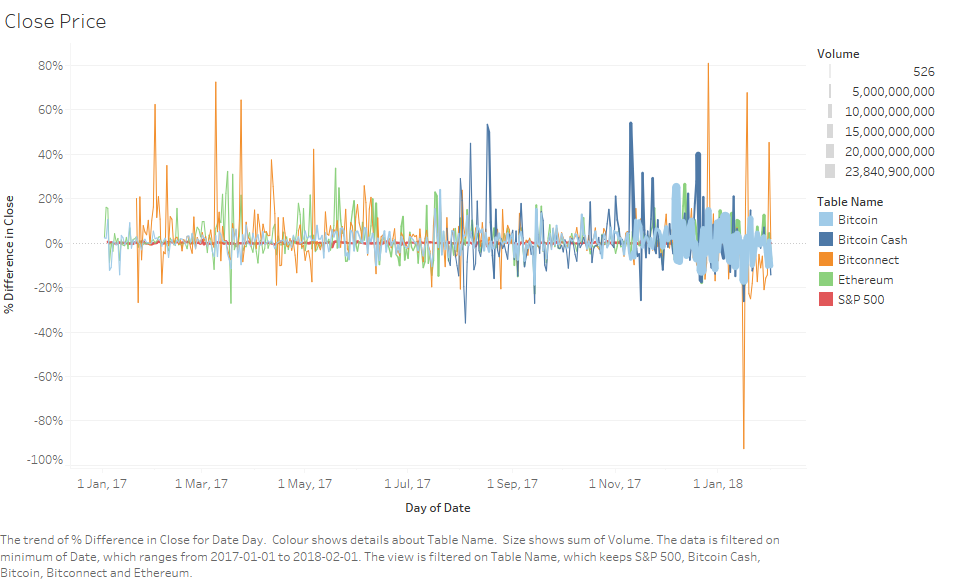 Close Price
Volume
526
5,000,000,000
10,000,000,000
15,000,000,000
20,000,000,000
23,840,900,000
Table Name
Bitcoin
Bitcoin Cash
Bitconnect
Ethereum
S&P 500
% Difference in Close
80%
60%
40%
20%
0%
-20%
-40%
-60%
-80%
-100%
1 Jan, 17
1 Mar, 17
1 May, 17
1 Jul, 17
1 Sep, 17
1 Nov, 17
1 Jan, 18
Day of Date
The trend of % Difference in Close for Date Day. Colour shows details about Table Name. Size shows sum of Volume. The data is filtered on
minimum of Date, which ranges from 2017-01-01 to 2018-02-01. The view is filtered on Table Name, which keeps S&P 500, Bitcoin Cash,
Bitcoin, Bitconnect and Ethereum.